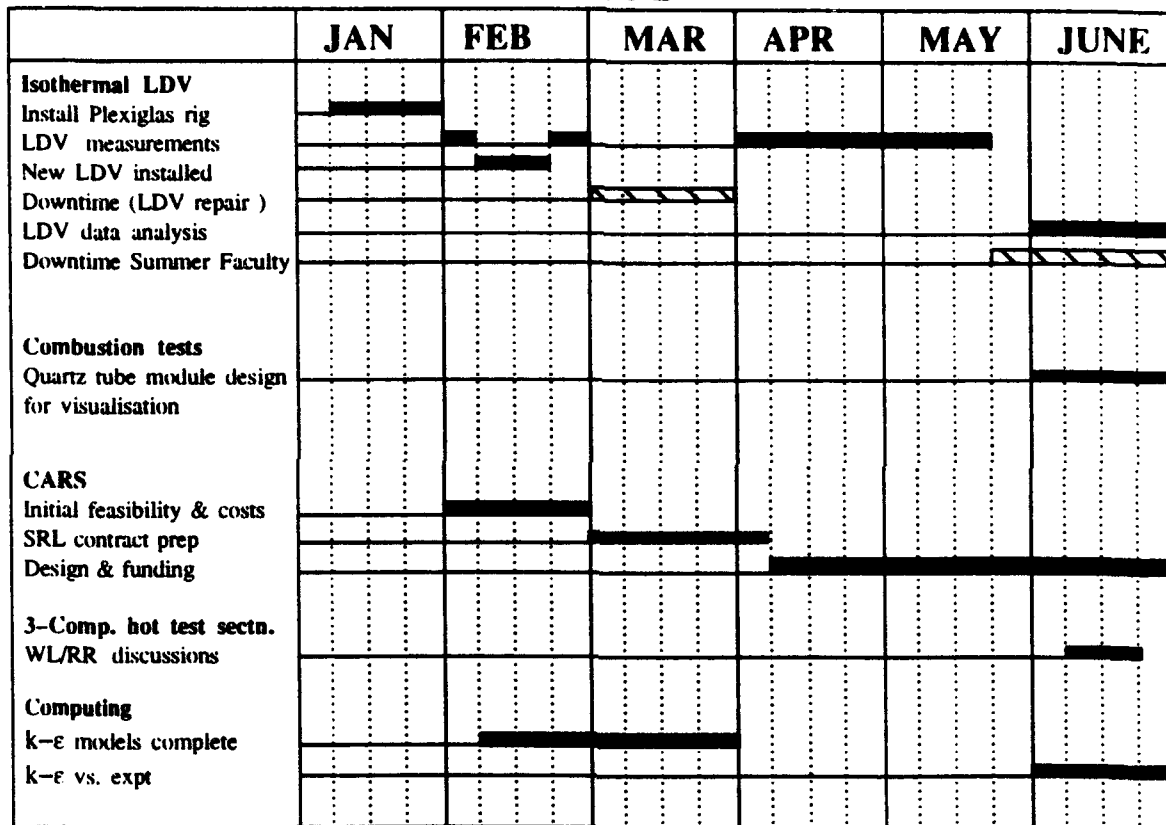 JAN FEB MAR APR MAY JUNE
Isothermal LDV
Install Plexiglas rig
LDV measurements
New LDV installed
Downtime (LDV repair )
LDV data analysis
Downtime Summer Faculty
Combustion tests
Quartz tube module design
for visualisation
CARS
Initial feasibility & costs
SRL contract prep
Design & funding
3-Comp. hot test sectn.
WL/RR discussions
Computing
k-ε models complete
k-ε vs. expt